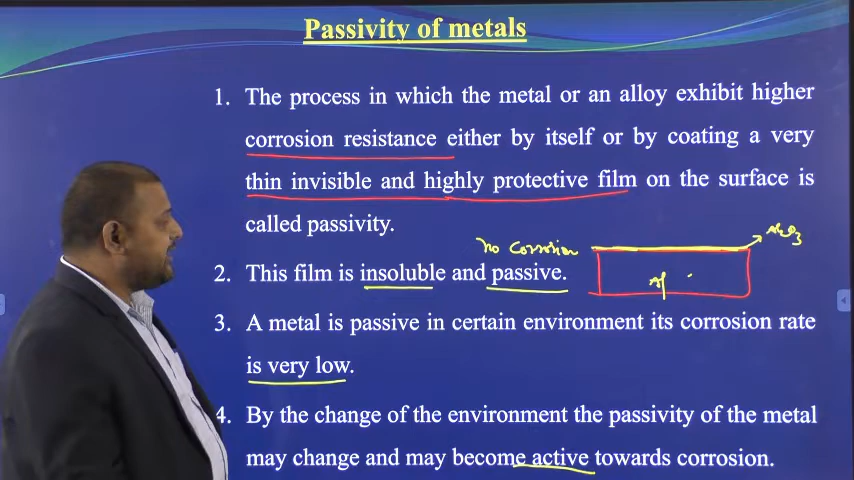 Passivity of metals
1. The process in which the metal or an alloy exhibit higher
corrosion resistance either by itself or by coating a very
thin invisible and highly protective film on the surface is
called passivity.
No Corrosion
Al2O3
2. This film is insoluble and passive.
Al
3. A metal is passive in certain environment its corrosion rate
is very low.
4. By the change of the environment the passivity of the metal
may change and may become active towards corrosion.